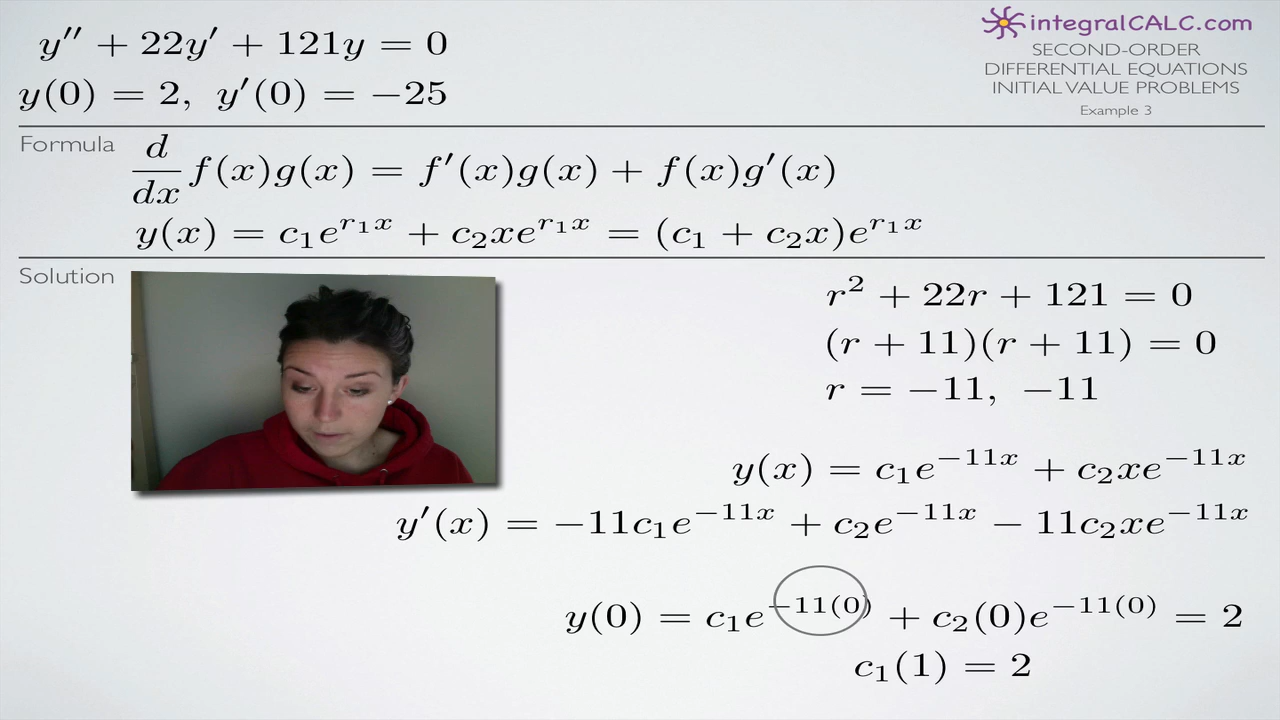 y″ + 22y′ + 121y = 0
y(0) = 2, y′(0) = −25
integralCALC.com
SECOND-ORDER
DIFFERENTIAL EQUATIONS
INITIAL VALUE PROBLEMS
Example 3
Formula
d/dx f(x)g(x) = f′(x)g(x) + f(x)g′(x)
y(x) = c₁e^{r₁x} + c₂xe^{r₁x} = (c₁ + c₂x)e^{r₁x}
Solution
r² + 22r + 121 = 0
(r + 11)(r + 11) = 0
r = −11, −11
y(x) = c₁e^{−11x} + c₂xe^{−11x}
y′(x) = −11c₁e^{−11x} + c₂e^{−11x} − 11c₂xe^{−11x}
y(0) = c₁e^{−11(0)} + c₂(0)e^{−11(0)} = 2
c₁(1) = 2